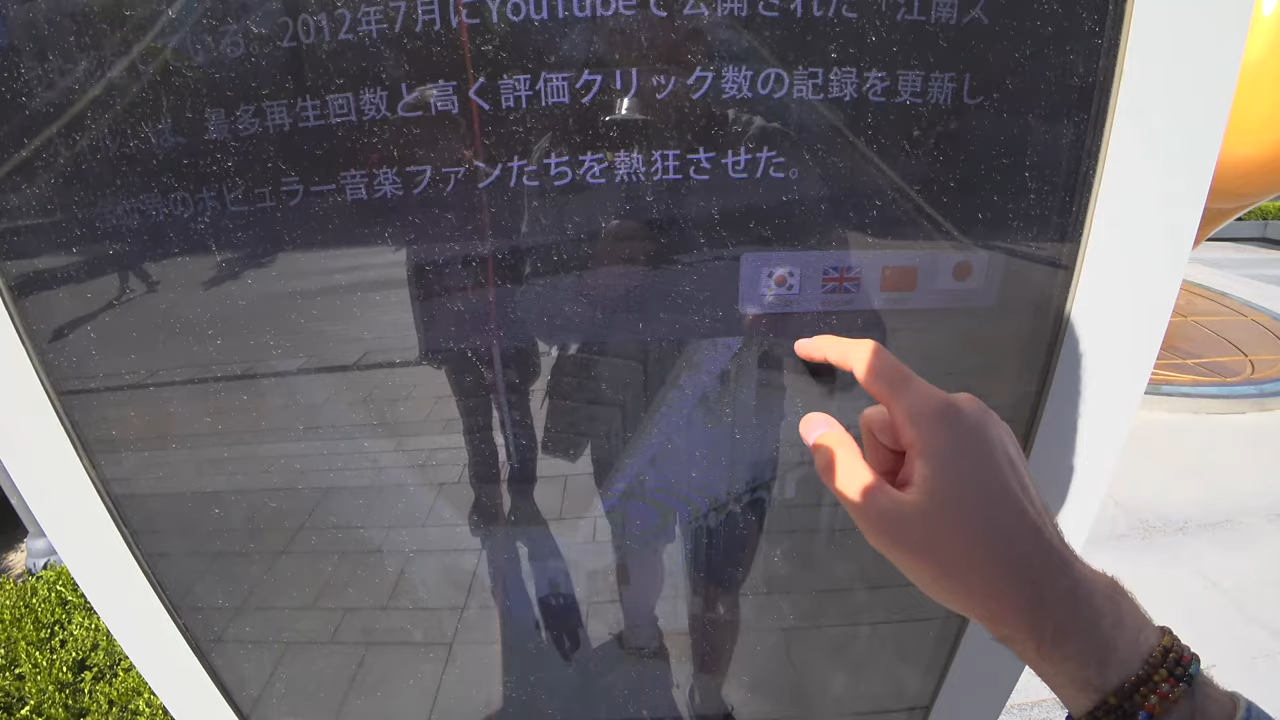 いる。2012年7月にYouTubeで公開された「江南ス
は、最多再生回数と高く評価クリック数の記録を更新し
のポピュラー音楽ファンたちを熱狂させた。